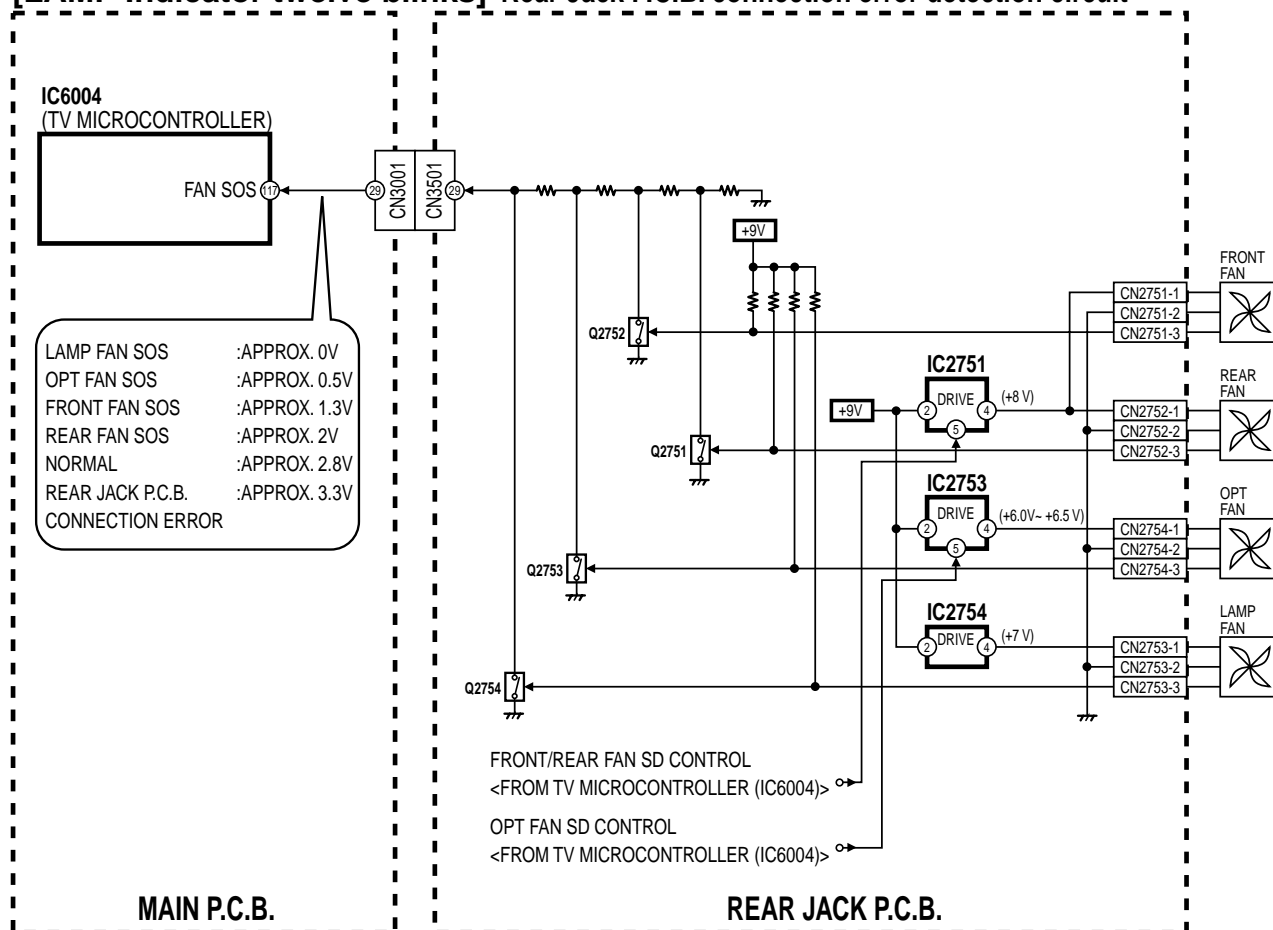 [LAMP Indicator twelve blinks] Rear Jack P.C.B. connection error detection circuit
IC6004
(TV MICROCONTROLLER)
FAN SOS
117
29
CN3001
CN3501
29
LAMP FAN SOS :APPROX. 0V
OPT FAN SOS :APPROX. 0.5V
FRONT FAN SOS :APPROX. 1.3V
REAR FAN SOS :APPROX. 2V
NORMAL :APPROX. 2.8V
REAR JACK P.C.B. :APPROX. 3.3V
CONNECTION ERROR
+9V
Q2752
Q2751
Q2753
Q2754
+9V
IC2751
DRIVE
2
4
5
(+8 V)
IC2753
DRIVE
2
4
5
(+6.0V~ +6.5 V)
IC2754
DRIVE
2
4
(+7 V)
FRONT
FAN
CN2751-1
CN2751-2
CN2751-3
REAR
FAN
CN2752-1
CN2752-2
CN2752-3
OPT
FAN
CN2754-1
CN2754-2
CN2754-3
LAMP
FAN
CN2753-1
CN2753-2
CN2753-3
FRONT/REAR FAN SD CONTROL
<FROM TV MICROCONTROLLER (IC6004)>
OPT FAN SD CONTROL
<FROM TV MICROCONTROLLER (IC6004)>
MAIN P.C.B.
REAR JACK P.C.B.